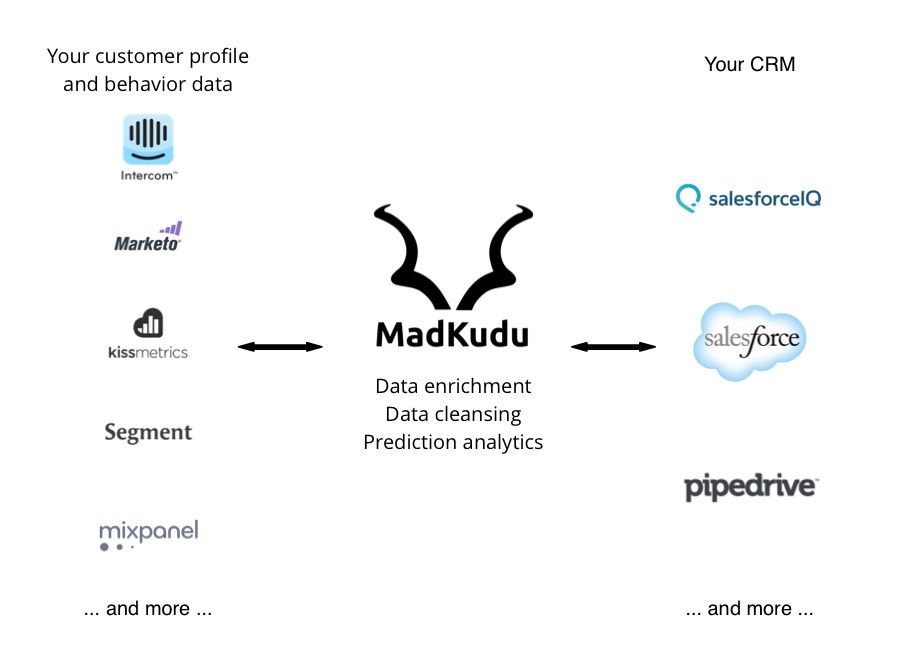 Your customer profile
and behavior data
Intercom™
Marketo®
kissmetrics
Segment
mixpanel
... and more ...
MadKudu
Data enrichment
Data cleansing
Prediction analytics
Your CRM
salesforceIQ
salesforce
pipedrive™
... and more ...